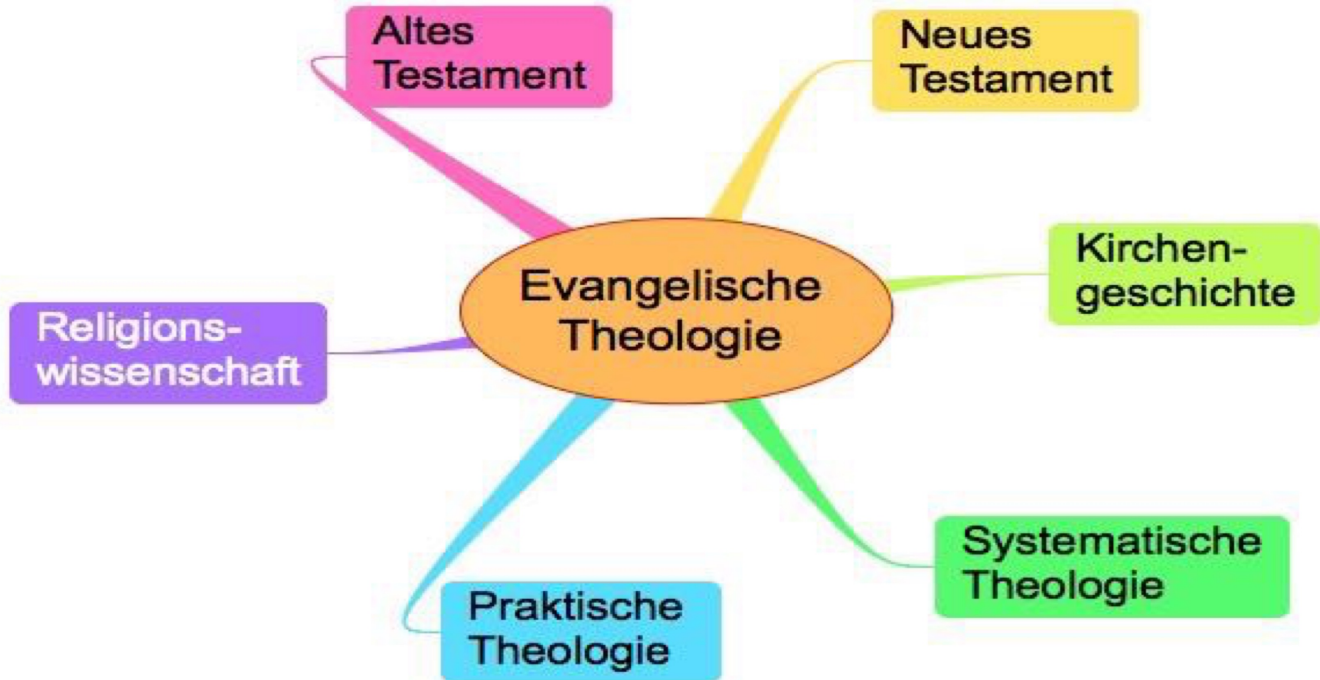 Altes
Testament
Neues
Testament
Evangelische
Theologie
Kirchen-
geschichte
Religions-
wissenschaft
Systematische
Theologie
Praktische
Theologie